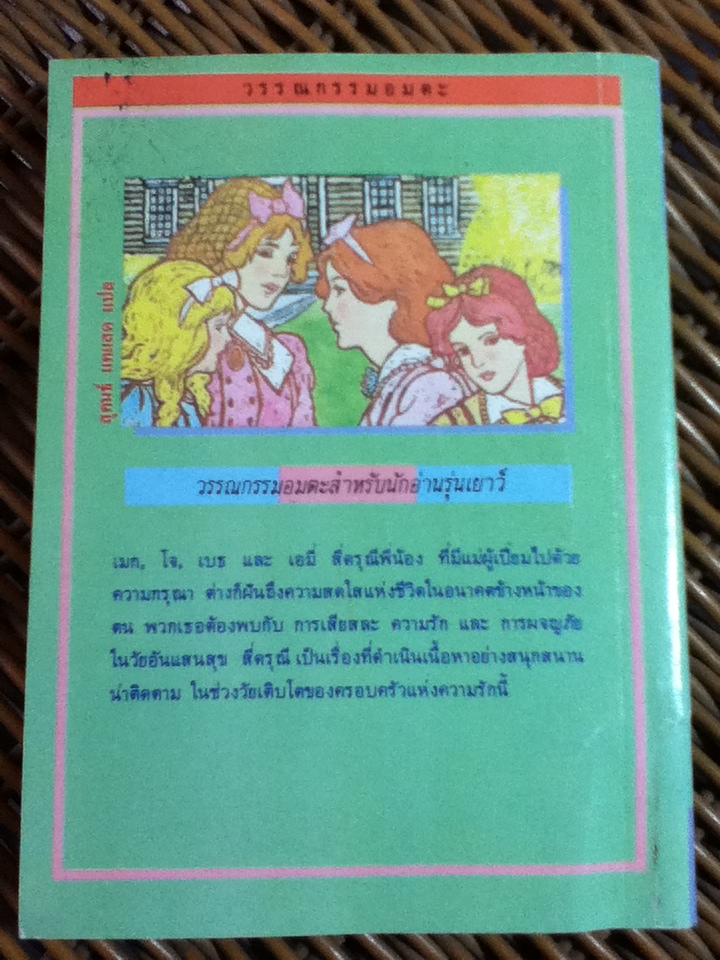 วรรณกรรมอมตะ
สุคนธ์ แคแสด แปล
วรรณกรรมอมตะสำหรับนักอ่านรุ่นเยาว์
เมก, โจ, เบธ และ เอมี่ สี่ดรุณีพี่น้อง ที่มีแม่ผู้เปี่ยมไปด้วย
ความกรุณา ต่างก็ฝันถึงความสดใสแห่งชีวิตในอนาคตข้างหน้าของ
ตน พวกเธอต้องพบกับ การเสียสละ ความรัก และ การผจญภัย
ในวัยอันแสนสุข สี่ดรุณี เป็นเรื่องที่ดำเนินเนื้อหาอย่างสนุกสนาน
น่าติดตาม ในช่วงวัยเติบโตของครอบครัวแห่งความรักนี้